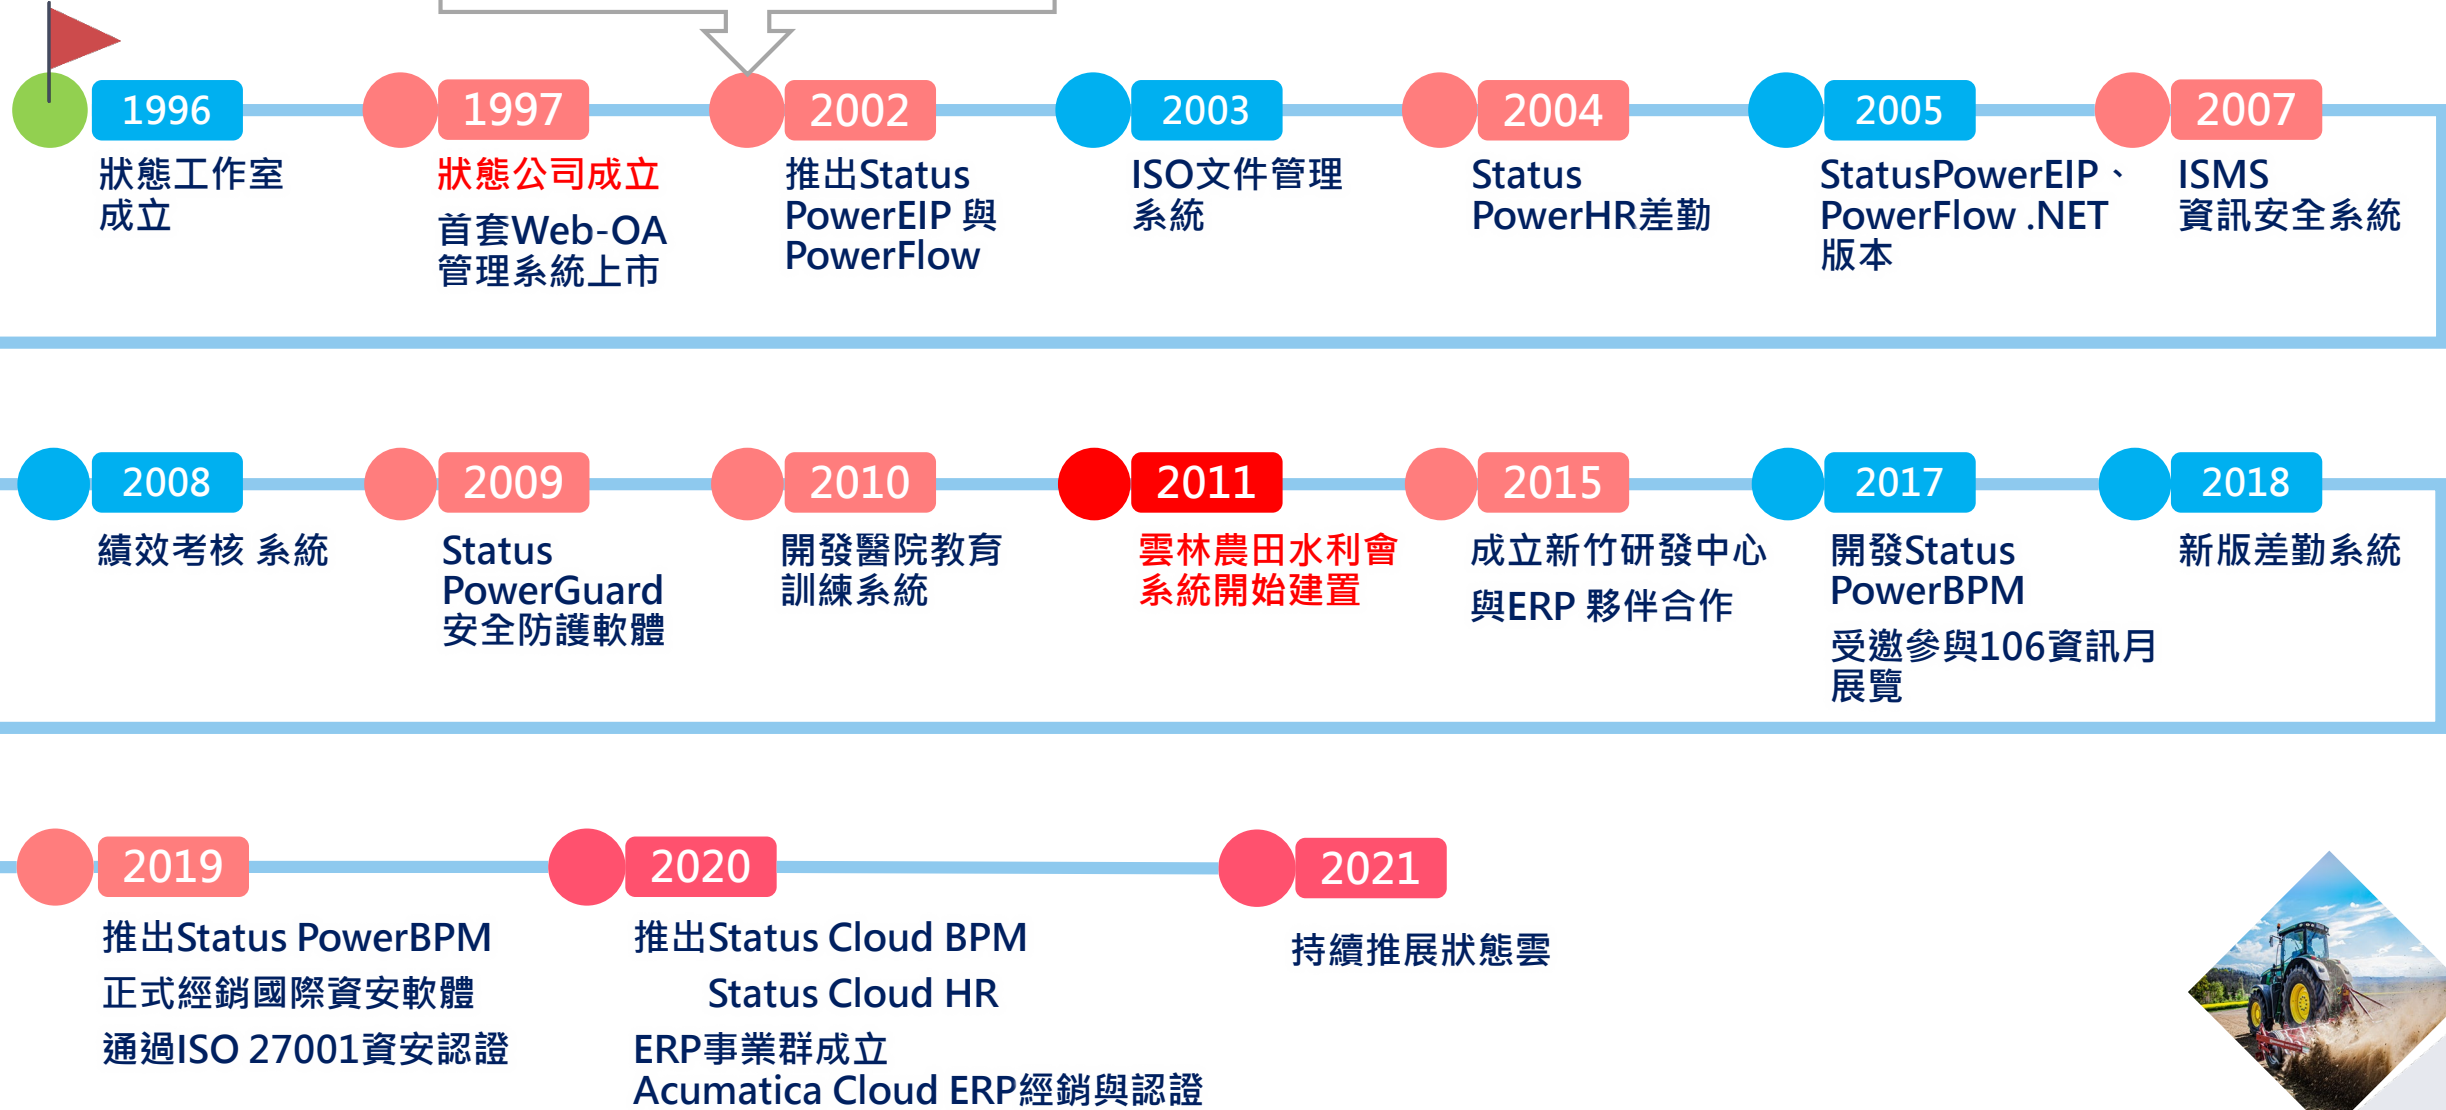 1996
狀態工作室
成立
1997
狀態公司成立
首套Web-OA
管理系統上市
2002
推出Status
PowerEIP 與
PowerFlow
2003
ISO文件管理
系統
2004
Status
PowerHR差勤
2005
StatusPowerEIP、
PowerFlow .NET
版本
2007
ISMS
資訊安全系統
2008
績效考核 系統
2009
Status
PowerGuard
安全防護軟體
2010
開發醫院教育
訓練系統
2011
雲林農田水利會
系統開始建置
2015
成立新竹研發中心
與ERP 夥伴合作
2017
開發Status
PowerBPM
受邀參與106資訊月
展覽
2018
新版差勤系統
2019
推出Status PowerBPM
正式經銷國際資安軟體
通過ISO 27001資安認證
2020
推出Status Cloud BPM
Status Cloud HR
ERP事業群成立
Acumatica Cloud ERP經銷與認證
2021
持續推展狀態雲